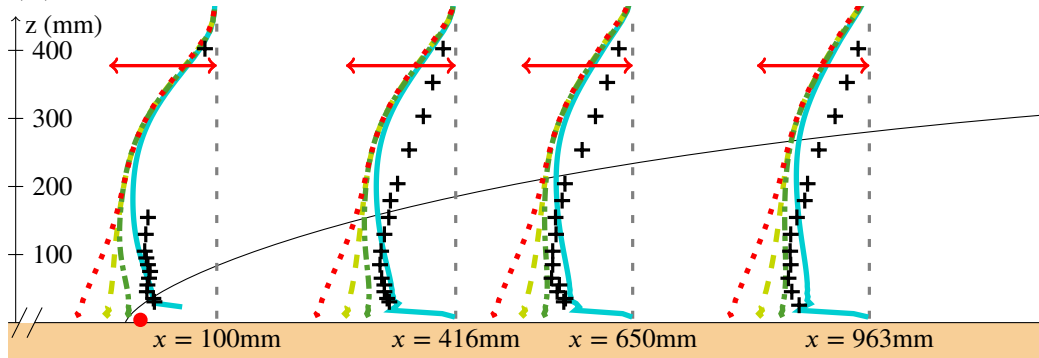 z (mm)
400
300
200
100
x = 100mm
x = 416mm
x = 650mm
x = 963mm